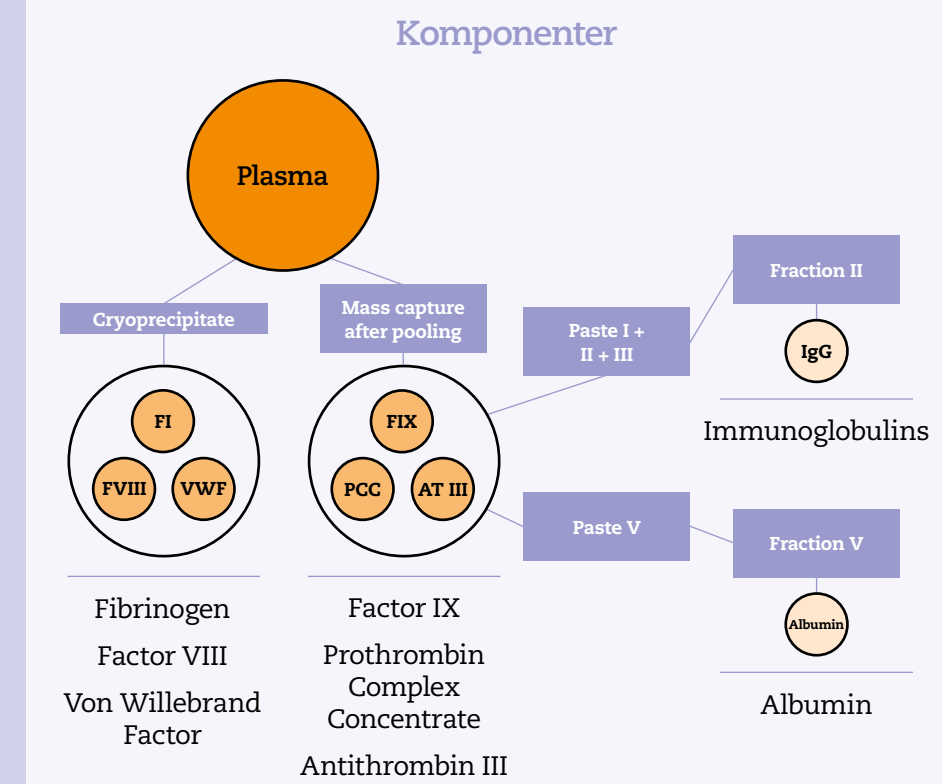 Komponenter
Plasma
Cryoprecipitate
FI
FVIII
VWF
Fibrinogen
Factor VIII
Von Willebrand
Factor
Mass capture
after pooling
FIX
PCC
AT III
Factor IX
Prothrombin
Complex
Concentrate
Antithrombin III
Paste I +
II + III
Fraction II
IgG
Immunoglobulins
Paste V
Fraction V
Albumin
Albumin